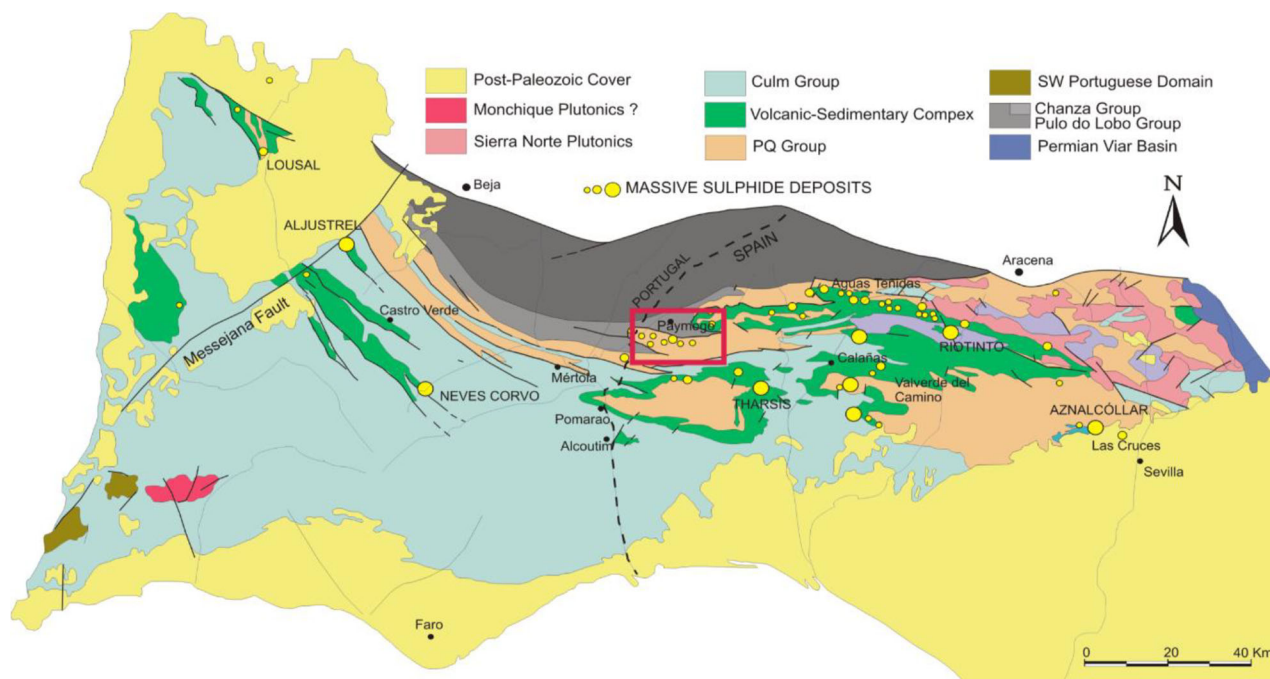 Post-Paleozoic Cover
Monchique Plutonics ?
Sierra Norte Plutonics
Culm Group
Volcanic-Sedimentary Compex
PQ Group
SW Portuguese Domain
Chanza Group
Pulo do Lobo Group
Permian Viar Basin
MASSIVE SULPHIDE DEPOSITS
N
LOUSAL
Beja
ALJUSTREL
PORTUGAL
SPAIN
Aracena
Aguas Teñidas
Messejana Fault
Castro Verde
Paymogo
RIOTINTO
Mértola
Calañas
NEVES CORVO
THARSIS
Valverde del
Camino
Pomarao
AZNALCÓLLAR
Alcoutim
Las Cruces
Sevilla
Faro
0 20 40 Km